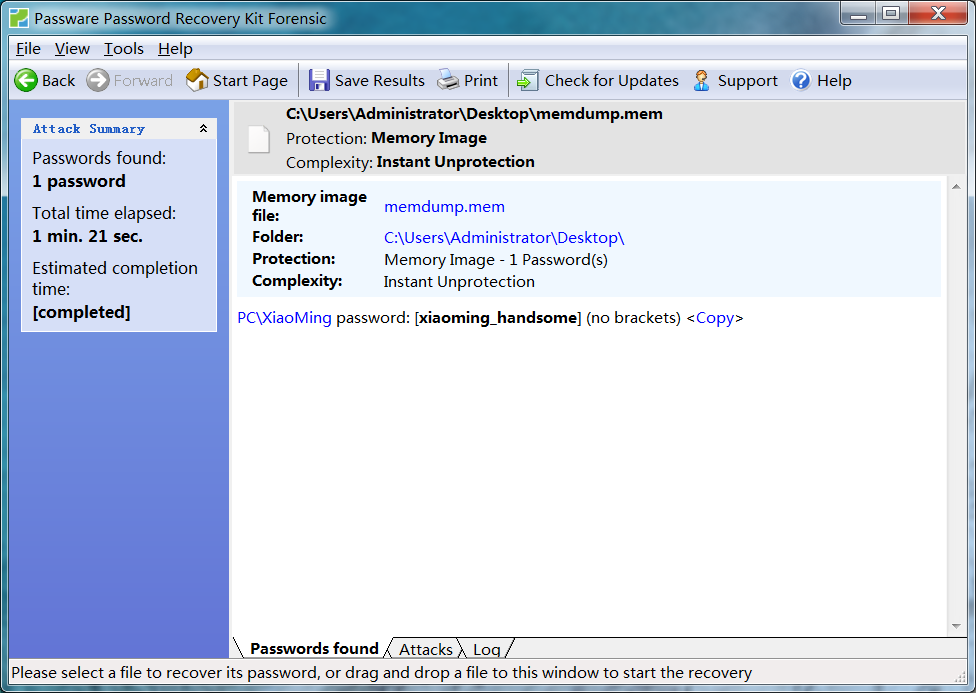 Passware Password Recovery Kit Forensic
File View Tools Help
Back Forward Start Page Save Results Print Check for Updates Support Help
Attack Summary
Passwords found:
1 password
Total time elapsed:
1 min. 21 sec.
Estimated completion
time:
[completed]
C:\Users\Administrator\Desktop\memdump.mem
Protection: Memory Image
Complexity: Instant Unprotection
Memory image
file: memdump.mem
Folder: C:\Users\Administrator\Desktop\
Protection: Memory Image - 1 Password(s)
Complexity: Instant Unprotection
PC\XiaoMing password: [xiaoming_handsome] (no brackets) <Copy>
Passwords found Attacks Log
Please select a file to recover its password, or drag and drop a file to this window to start the recovery